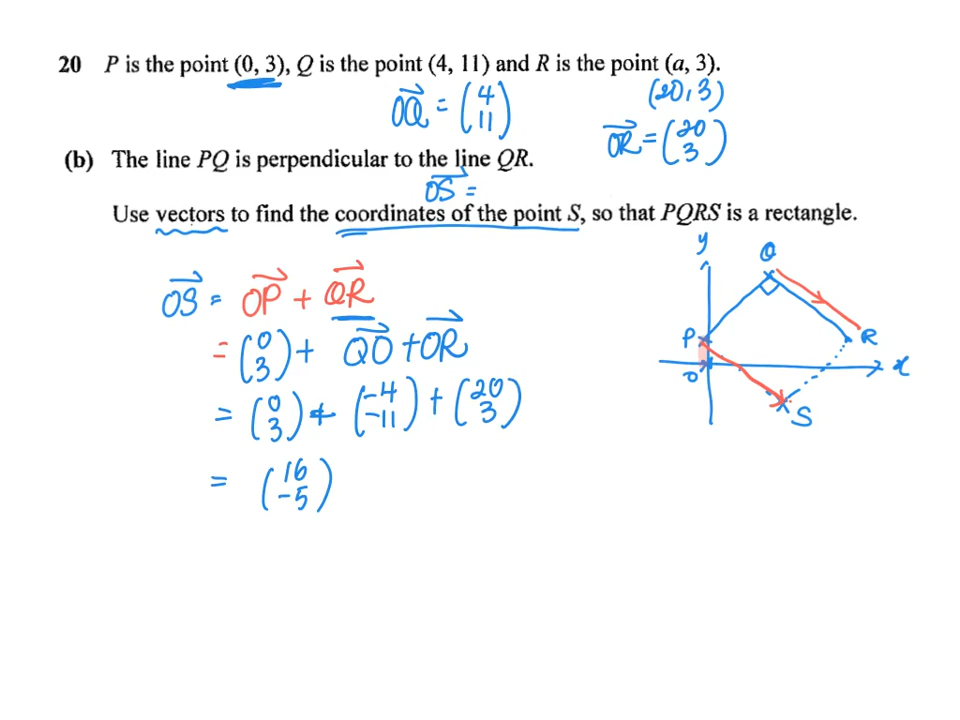 20 P is the point (0, 3), Q is the point (4, 11) and R is the point (a, 3).
OQ = (4 11)
(20, 3)
OR = (20 3)
(b) The line PQ is perpendicular to the line QR.
OS =
Use vectors to find the coordinates of the point S, so that PQRS is a rectangle.
OS = OP + QR
= (0 3) + QO + OR
= (0 3) + (-4 -11) + (20 3)
= (16 -5)
y
Q
P
R
O
x
S